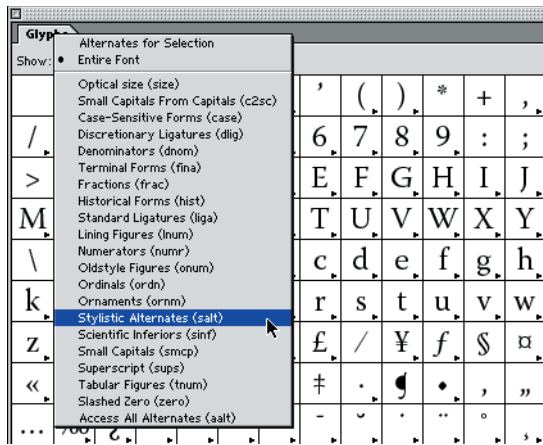 Glyp
Show:
Alternates for Selection
• Entire Font
Optical size (size)
Small Capitals From Capitals (c2sc)
Case-Sensitive Forms (case)
Discretionary Ligatures (dlig)
Denominators (dnom)
Terminal Forms (fina)
Fractions (frac)
Historical Forms (hist)
Standard Ligatures (liga)
Lining Figures (lnum)
Numerators (numr)
Oldstyle Figures (onum)
Ordinals (ordn)
Ornaments (ornm)
Stylistic Alternates (salt)
Scientific Inferiors (sinf)
Small Capitals (smcp)
Superscript (sups)
Tabular Figures (tnum)
Slashed Zero (zero)
Access All Alternates (aalt)
' ( ) * + ,
/ 6 7 8 9 : ;
> E F G H I J
M T U V W X Y
\ c d e f g h
k r s t u v w
z £ ⁄ ¥ ƒ § ¤
« ‡ · ¶ • ‚ „
… ‰ ¿